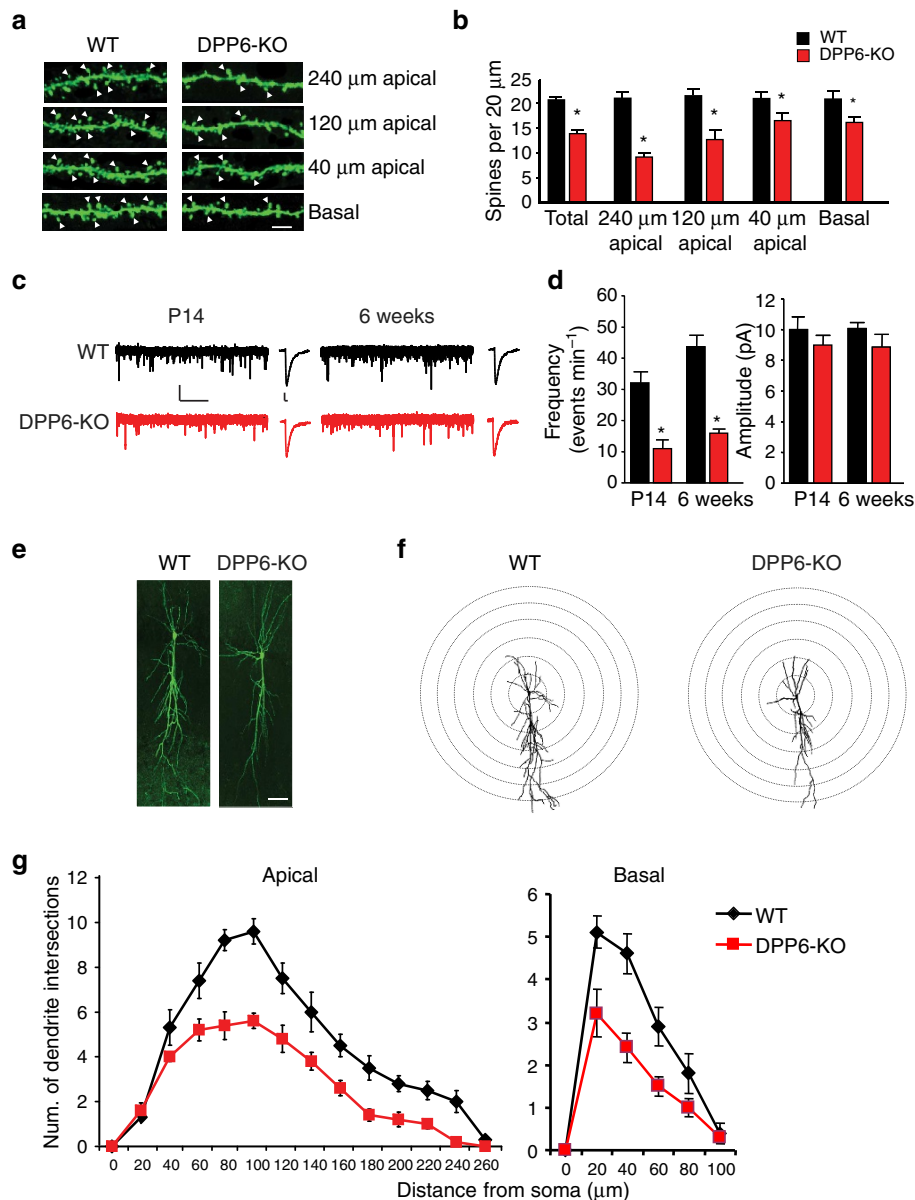 a
WT DPP6-KO
240 μm apical
120 μm apical
40 μm apical
Basal
b
WT
DPP6-KO
Spines per 20 μm
25
20
15
10
5
0
* * * * *
Total 240 μm apical 120 μm apical 40 μm apical Basal
c
P14 6 weeks
WT
DPP6-KO
d
Frequency (events min⁻¹)
60
50
40
30
20
10
0
* *
P14 6 weeks
Amplitude (pA)
12
10
8
6
4
2
0
P14 6 weeks
e
WT DPP6-KO
f
WT DPP6-KO
g
Apical
Num. of dendrite intersections
12
10
8
6
4
2
0
0 20 40 60 80 100 120 140 160 180 200 220 240 260
Basal
6
5
4
3
2
1
0
0 20 40 60 80 100
WT
DPP6-KO
Distance from soma (μm)